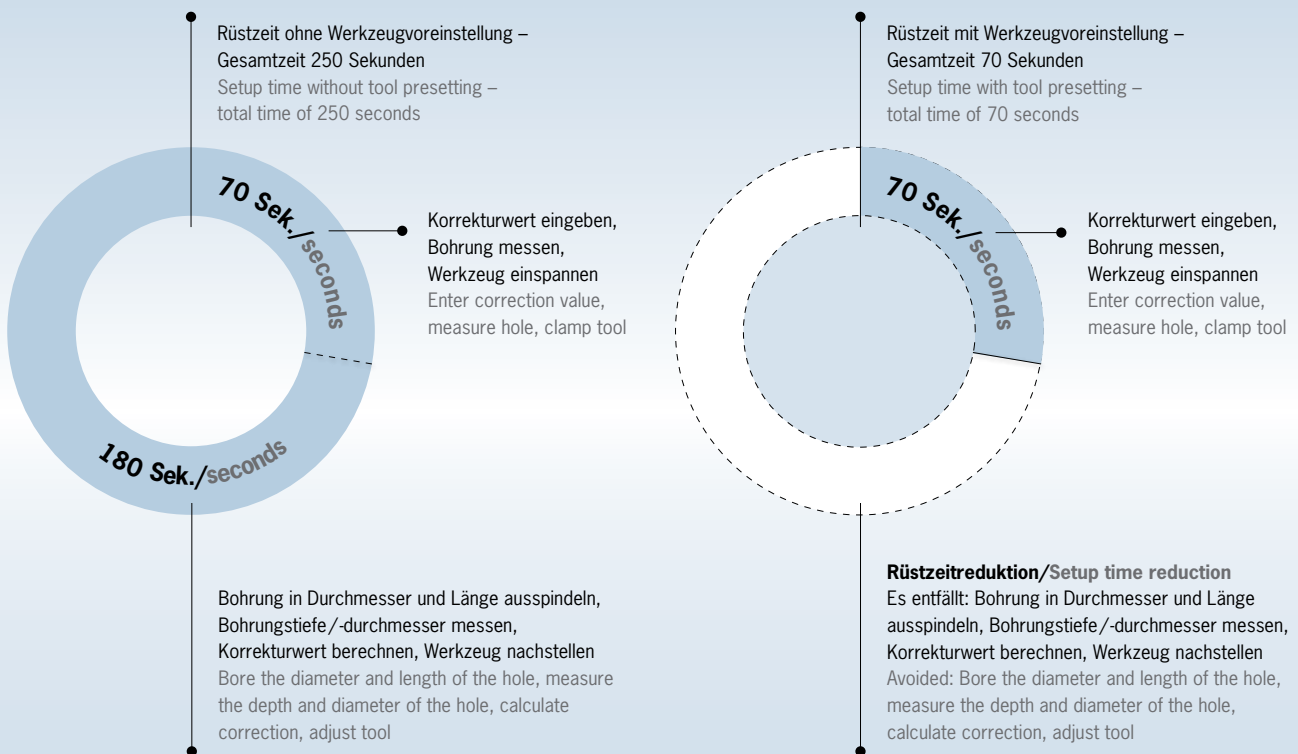 Rüstzeit ohne Werkzeugvoreinstellung –
Gesamtzeit 250 Sekunden
Setup time without tool presetting –
total time of 250 seconds
70 Sek./seconds
Korrekturwert eingeben,
Bohrung messen,
Werkzeug einspannen
Enter correction value,
measure hole, clamp tool
180 Sek./seconds
Bohrung in Durchmesser und Länge ausspindeln,
Bohrungstiefe/-durchmesser messen,
Korrekturwert berechnen, Werkzeug nachstellen
Bore the diameter and length of the hole, measure
the depth and diameter of the hole, calculate
correction, adjust tool
Rüstzeit mit Werkzeugvoreinstellung –
Gesamtzeit 70 Sekunden
Setup time with tool presetting –
total time of 70 seconds
70 Sek./seconds
Korrekturwert eingeben,
Bohrung messen,
Werkzeug einspannen
Enter correction value,
measure hole, clamp tool
Rüstzeitreduktion/Setup time reduction
Es entfällt: Bohrung in Durchmesser und Länge
ausspindeln, Bohrungstiefe/-durchmesser messen,
Korrekturwert berechnen, Werkzeug nachstellen
Avoided: Bore the diameter and length of the hole,
measure the depth and diameter of the hole,
calculate correction, adjust tool